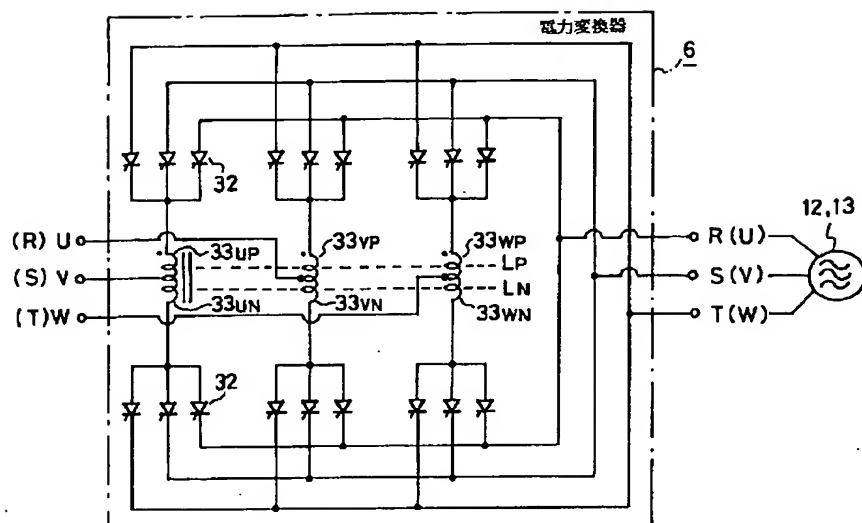 電力変換器
6
32
(R) U
33UP
33VP
33WP
LP
R(U)
12,13
(S) V
LN
S(V)
(T)W
33UN
33VN
33WN
T(W)
32